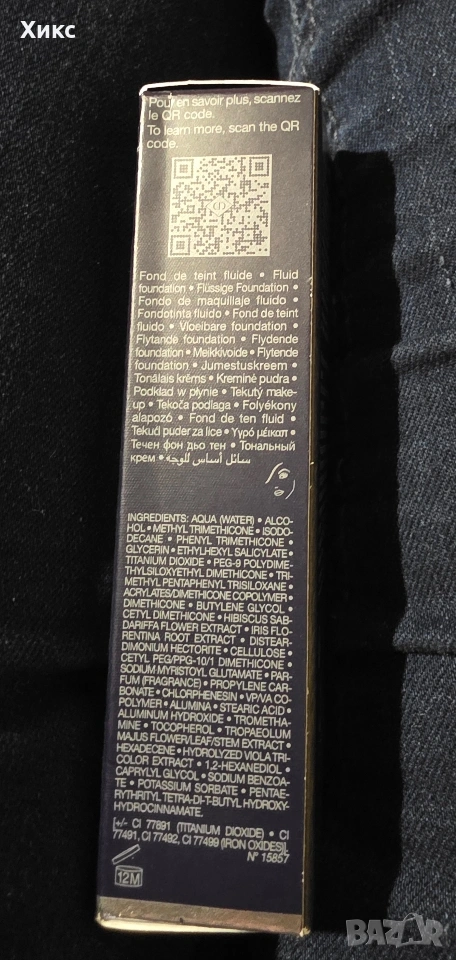 Хикс
Pour en savoir plus, scannez
le QR code.
To learn more, scan the QR
code.
Fond de teint fluide • Fluid
foundation • Flüssige Foundation •
Fondo de maquillaje fluido •
Fondotinta fluido • Fond de teint
fluido • Vloeibare foundation •
Flytande foundation • Flydende
foundation • Meikkivoide • Flytende
foundation • Jumestuskreem •
Tonālais krēms • Kreminė pudra •
Podkład w płynie • Tekutý make-
up • Tekoča podlaga • Folyékony
alapozó • Fond de ten fluid •
Tekući puder za lice • Υγρό μέικαπ •
Течен фон дьо тен • Тональный
крем • سائل أساس للوجه •
INGREDIENTS: AQUA (WATER) • ALCO-
HOL • METHYL TRIMETHICONE • ISODO-
DECANE • PHENYL TRIMETHICONE •
GLYCERIN • ETHYLHEXYL SALICYLATE •
TITANIUM DIOXIDE • PEG-9 POLYDIME-
THYLSILOXYETHYL DIMETHICONE • TRI-
METHYL PENTAPHENYL TRISILOXANE •
ACRYLATES/DIMETHICONE COPOLYMER •
DIMETHICONE • BUTYLENE GLYCOL •
CETYL DIMETHICONE • HIBISCUS SAB-
DARIFFA FLOWER EXTRACT • IRIS FLO-
RENTINA ROOT EXTRACT • DISTEAR-
DIMONIUM HECTORITE • CELLULOSE •
CETYL PEG/PPG-10/1 DIMETHICONE •
SODIUM MYRISTOYL GLUTAMATE • PAR-
FUM (FRAGRANCE) • PROPYLENE CAR-
BONATE • CHLORPHENESIN • VP/VA CO-
POLYMER • ALUMINA • STEARIC ACID •
ALUMINUM HYDROXIDE • TROMETHA-
MINE • TOCOPHEROL • TROPAEOLUM
MAJUS FLOWER/LEAF/STEM EXTRACT •
HEXADECENE • HYDROLYZED VIOLA TRI-
COLOR EXTRACT • 1,2-HEXANEDIOL •
CAPRYLYL GLYCOL • SODIUM BENZOA-
TE • POTASSIUM SORBATE • PENTAE-
RYTHRITYL TETRA-DI-T-BUTYL HYDROXY-
HYDROCINNAMATE.
[+/- CI 77891 (TITANIUM DIOXIDE) • CI
77491, CI 77492, CI 77499 (IRON OXIDES)].
N° 15857
12M
BAZAR